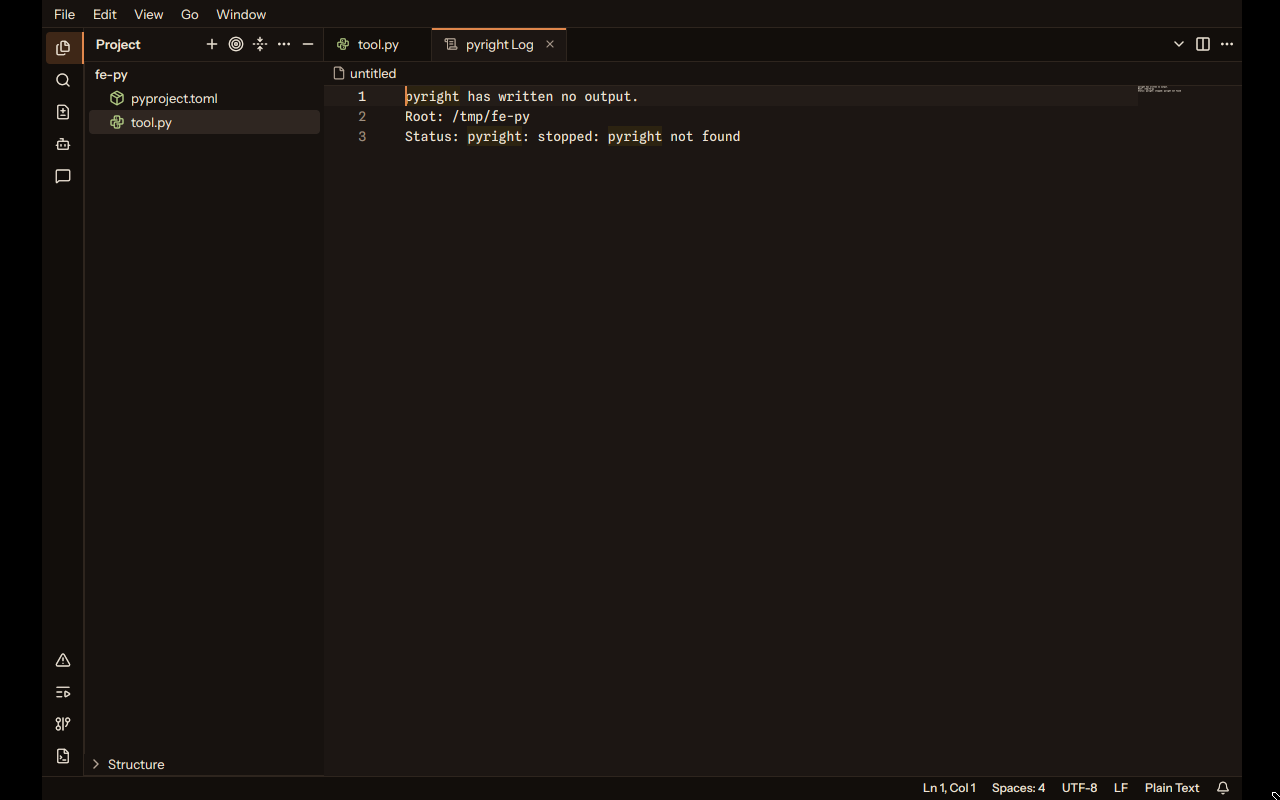 File Edit View Go Window
Project
tool.py
pyright Log
fe-py
pyproject.toml
tool.py
untitled
1 pyright has written no output.
2 Root: /tmp/fe-py
3 Status: pyright: stopped: pyright not found
Structure
Ln 1, Col 1 Spaces: 4 UTF-8 LF Plain Text